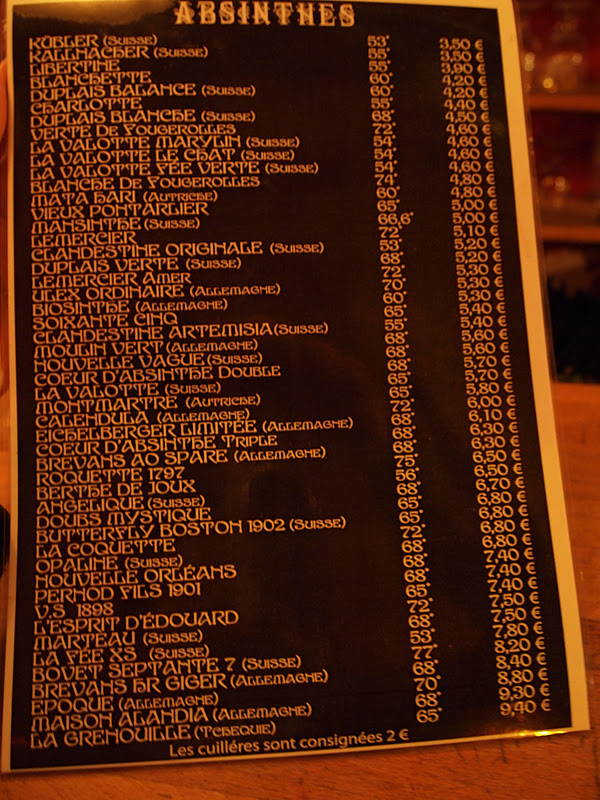 ABSINTHES
KÜBLER (Suisse) 53° 3,50 €
KALLNACHER (Suisse) 55° 3,50 €
LIBERTINE 55° 3,90 €
BLANCHETTE 60° 4,20 €
DUPLAIS BALANCE (Suisse) 60° 4,20 €
CHARLOTTE 55° 4,40 €
DUPLAIS BLANCHE (Suisse) 68° 4,50 €
VERTE DE FOUGEROLLES 72° 4,60 €
LA VALOTTE MARYLIN (Suisse) 54° 4,60 €
LA VALOTTE LE CHAT (Suisse) 54° 4,60 €
LA VALOTTE FÉE VERTE (Suisse) 54° 4,60 €
BLANCHE DE FOUGEROLLES 74° 4,80 €
MATA HARI (Autriche) 60° 4,80 €
VIEUX PONTARLIER 65° 5,00 €
MANSINTHE (Suisse) 66,6° 5,00 €
LEMERCIER 72° 5,10 €
CLANDESTINE ORIGINALE (Suisse) 53° 5,20 €
DUPLAIS VERTE (Suisse) 68° 5,20 €
LEMERCIER AMER 72° 5,30 €
ULEX ORDINAIRE (Allemagne) 70° 5,30 €
BIOSINTHE (Allemagne) 60° 5,30 €
SOIXANTE CINQ 65° 5,40 €
CLANDESTINE ARTEMISIA(Suisse) 55° 5,40 €
MOULIN VERT(Allemagne) 68° 5,60 €
NOUVELLE VAGUE(Suisse) 68° 5,60 €
COEUR D'ABSINTHE DOUBLE 65° 5,70 €
LA VALOTTE (Suisse) 65° 5,70 €
MONTMARTRE (Autriche) 72° 5,80 €
CALENDULA (Allemagne) 68° 6,00 €
EICHELBERGER LIMITÉE (Allemagne) 68° 6,10 €
COEUR D'ABSINTHE TRIPLE 68° 6,30 €
BREVANS AO SPARE (Allemagne) 68° 6,30 €
ROQUETTE 1797 75° 6,50 €
BERTHE DE JOUX 56° 6,50 €
ANGELIQUE (Suisse) 68° 6,70 €
DOUBS MYSTIQUE 65° 6,80 €
BUTTERFLY BOSTON 1902 (Suisse) 65° 6,80 €
LA COQUETTE 72° 6,80 €
OPALINE (Suisse) 68° 6,80 €
NOUVELLE ORLÉANS 68° 7,40 €
PERNOD FILS 1901 68° 7,40 €
V.S 1898 65° 7,40 €
L'ESPRIT D'ÉDOUARD 72° 7,50 €
MARTEAU (Suisse) 68° 7,50 €
LA FÉE XS (Suisse) 53° 7,80 €
BOVET SEPTANTE 7 (Suisse) 77° 8,20 €
BREVANS HR GIGER (Allemagne) 68° 8,40 €
EPOQUE (Allemagne) 70° 8,80 €
MAISON ALANDIA (Allemagne) 68° 9,30 €
LA GRENOUILLE (Tchequie) 65° 9,40 €
Les cuilléres sont consignées 2 €